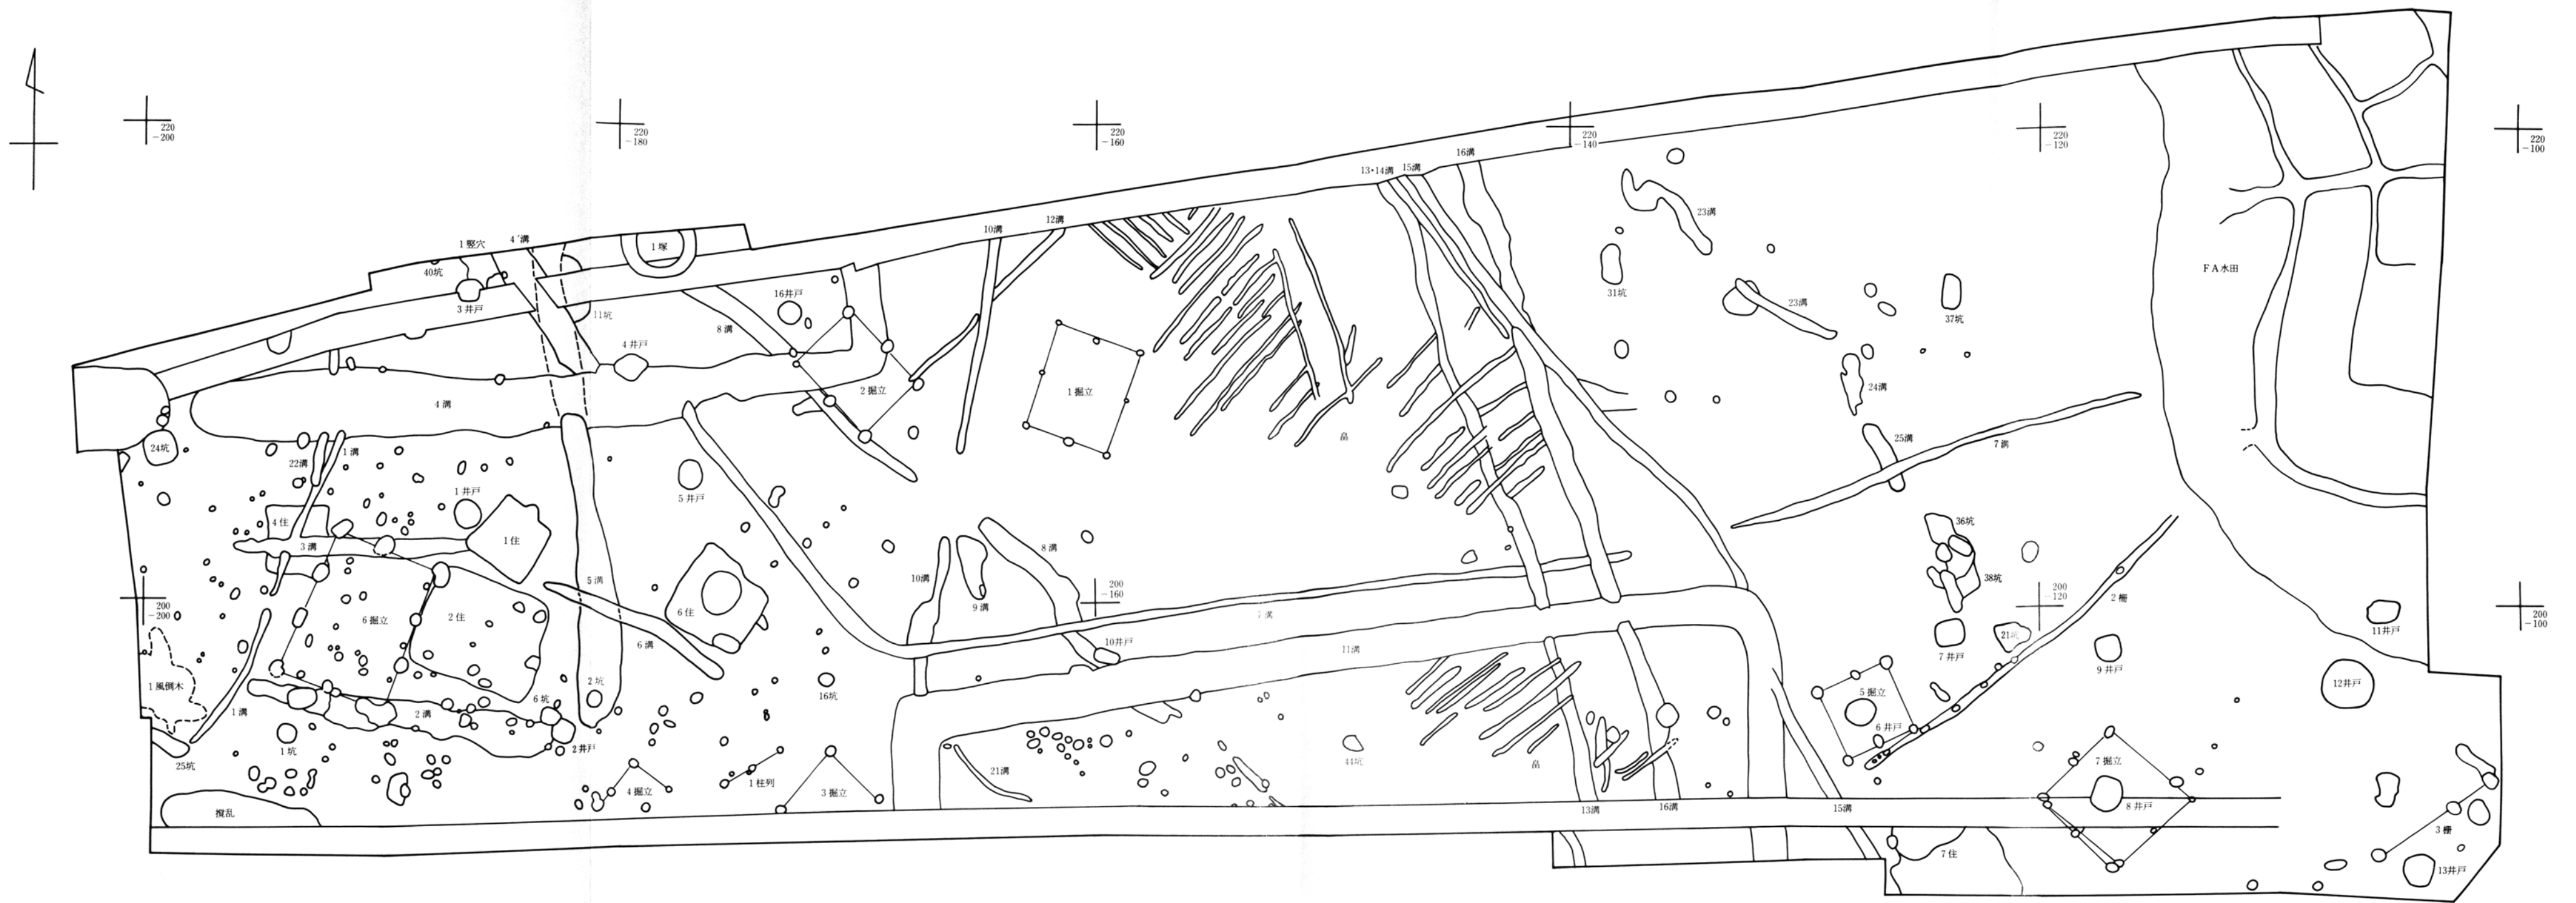 220
-200
220
-180
220
-160
220
-140
220
-120
220
-100
16溝
13・14溝
15溝
12溝
10溝
23溝
1塚
4'溝
1竪穴
40坑
3井戸
11坑
16井戸
8溝
4井戸
FA水田
31坑
23溝
37坑
24溝
4溝
2掘立
1掘立
畠
25溝
7溝
24坑
22溝
1溝
1井戸
5井戸
4住
3溝
1住
36坑
8溝
10溝
9溝
38坑
5溝
6住
200
-200
200
-160
200
-120
200
-100
2柵
6掘立
2住
6溝
7溝
10井戸
11溝
21坑
11井戸
7井戸
9井戸
1風倒木
2坑
16坑
12井戸
5掘立
1溝
6坑
2溝
6井戸
1坑
2井戸
25坑
21溝
44坑
畠
7掘立
4掘立
1柱列
3掘立
8井戸
13溝
16溝
15溝
攪乱
3柵
7住
13井戸